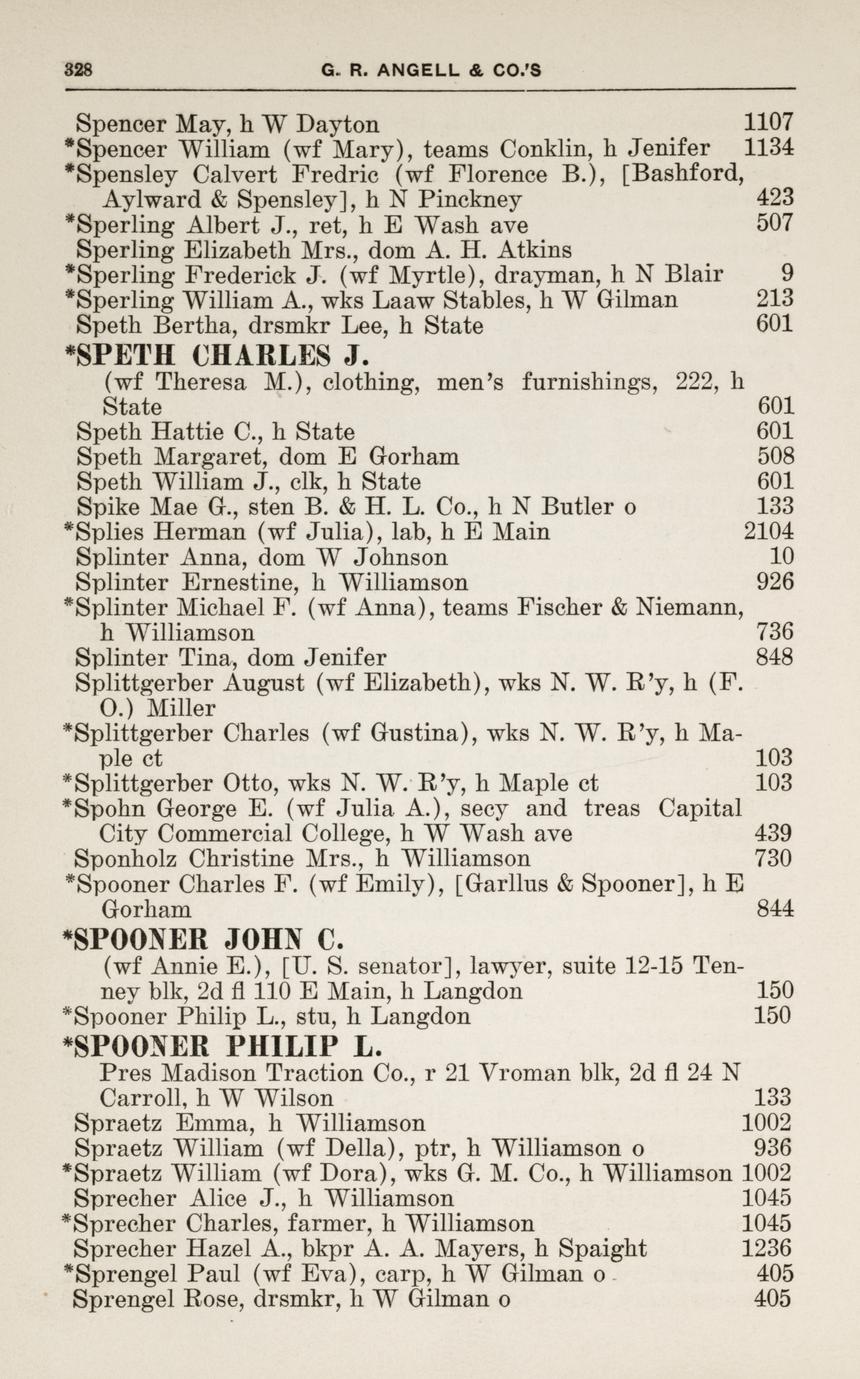 328 G. R. ANGELL & CO.'S
Spencer May, h W Dayton 1107
*Spencer William (wf Mary), teams Conklin, h Jenifer 1134
*Spensley Calvert Fredric (wf Florence B.), [Bashford,
Aylward & Spensley], h N Pinckney 423
*Sperling Albert J., ret, h E Wash ave 507
Sperling Elizabeth Mrs., dom A. H. Atkins
*Sperling Frederick J. (wf Myrtle), drayman, h N Blair 9
*Sperling William A., wks Laaw Stables, h W Gilman 213
Speth Bertha, drsmkr Lee, h State 601
*SPETH CHARLES J.
(wf Theresa M.), clothing, men's furnishings, 222, h
State 601
Speth Hattie C., h State 601
Speth Margaret, dom E Gorham 508
Speth William J., clk, h State 601
Spike Mae G., sten B. & H. L. Co., h N Butler o 133
*Splies Herman (wf Julia), lab, h E Main 2104
Splinter Anna, dom W Johnson 10
Splinter Ernestine, h Williamson 926
*Splinter Michael F. (wf Anna), teams Fischer & Niemann,
h Williamson 736
Splinter Tina, dom Jenifer 848
Splittgerber August (wf Elizabeth), wks N. W. R'y, h (F.
O.) Miller
*Splittgerber Charles (wf Gustina), wks N. W. R'y, h Ma-
ple ct 103
*Splittgerber Otto, wks N. W. R'y, h Maple ct 103
*Spohn George E. (wf Julia A.), secy and treas Capital
City Commercial College, h W Wash ave 439
Sponholz Christine Mrs., h Williamson 730
*Spooner Charles F. (wf Emily), [Garllus & Spooner], h E
Gorham 844
*SPOONER JOHN C.
(wf Annie E.), [U. S. senator], lawyer, suite 12-15 Ten-
ney blk, 2d fl 110 E Main, h Langdon 150
*Spooner Philip L., stu, h Langdon 150
*SPOONER PHILIP L.
Pres Madison Traction Co., r 21 Vroman blk, 2d fl 24 N
Carroll, h W Wilson 133
Spraetz Emma, h Williamson 1002
Spraetz William (wf Della), ptr, h Williamson o 936
*Spraetz William (wf Dora), wks G. M. Co., h Williamson 1002
Sprecher Alice J., h Williamson 1045
*Sprecher Charles, farmer, h Williamson 1045
Sprecher Hazel A., bkpr A. A. Mayers, h Spaight 1236
*Sprengel Paul (wf Eva), carp, h W Gilman o 405
Sprengel Rose, drsmkr, h W Gilman o 405